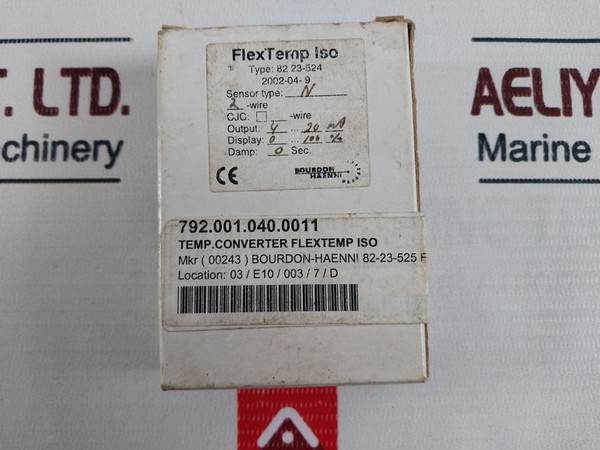 FlexTemp Iso
Type: 82 23-524
2002-04-9
Sensor type: N
2 -wire
CJC: -wire
Output: 4 ... 20 mA
Display: 0 ... 100 %
Damp: 0 Sec.
CE
BOURDON
HAENNI
792.001.040.0011
TEMP.CONVERTER FLEXTEMP ISO
Mkr ( 00243 ) BOURDON-HAENNI 82-23-525 F
Location: 03 / E10 / 003 / 7 / D
T. LTD.
chinery
AELIY
Marine